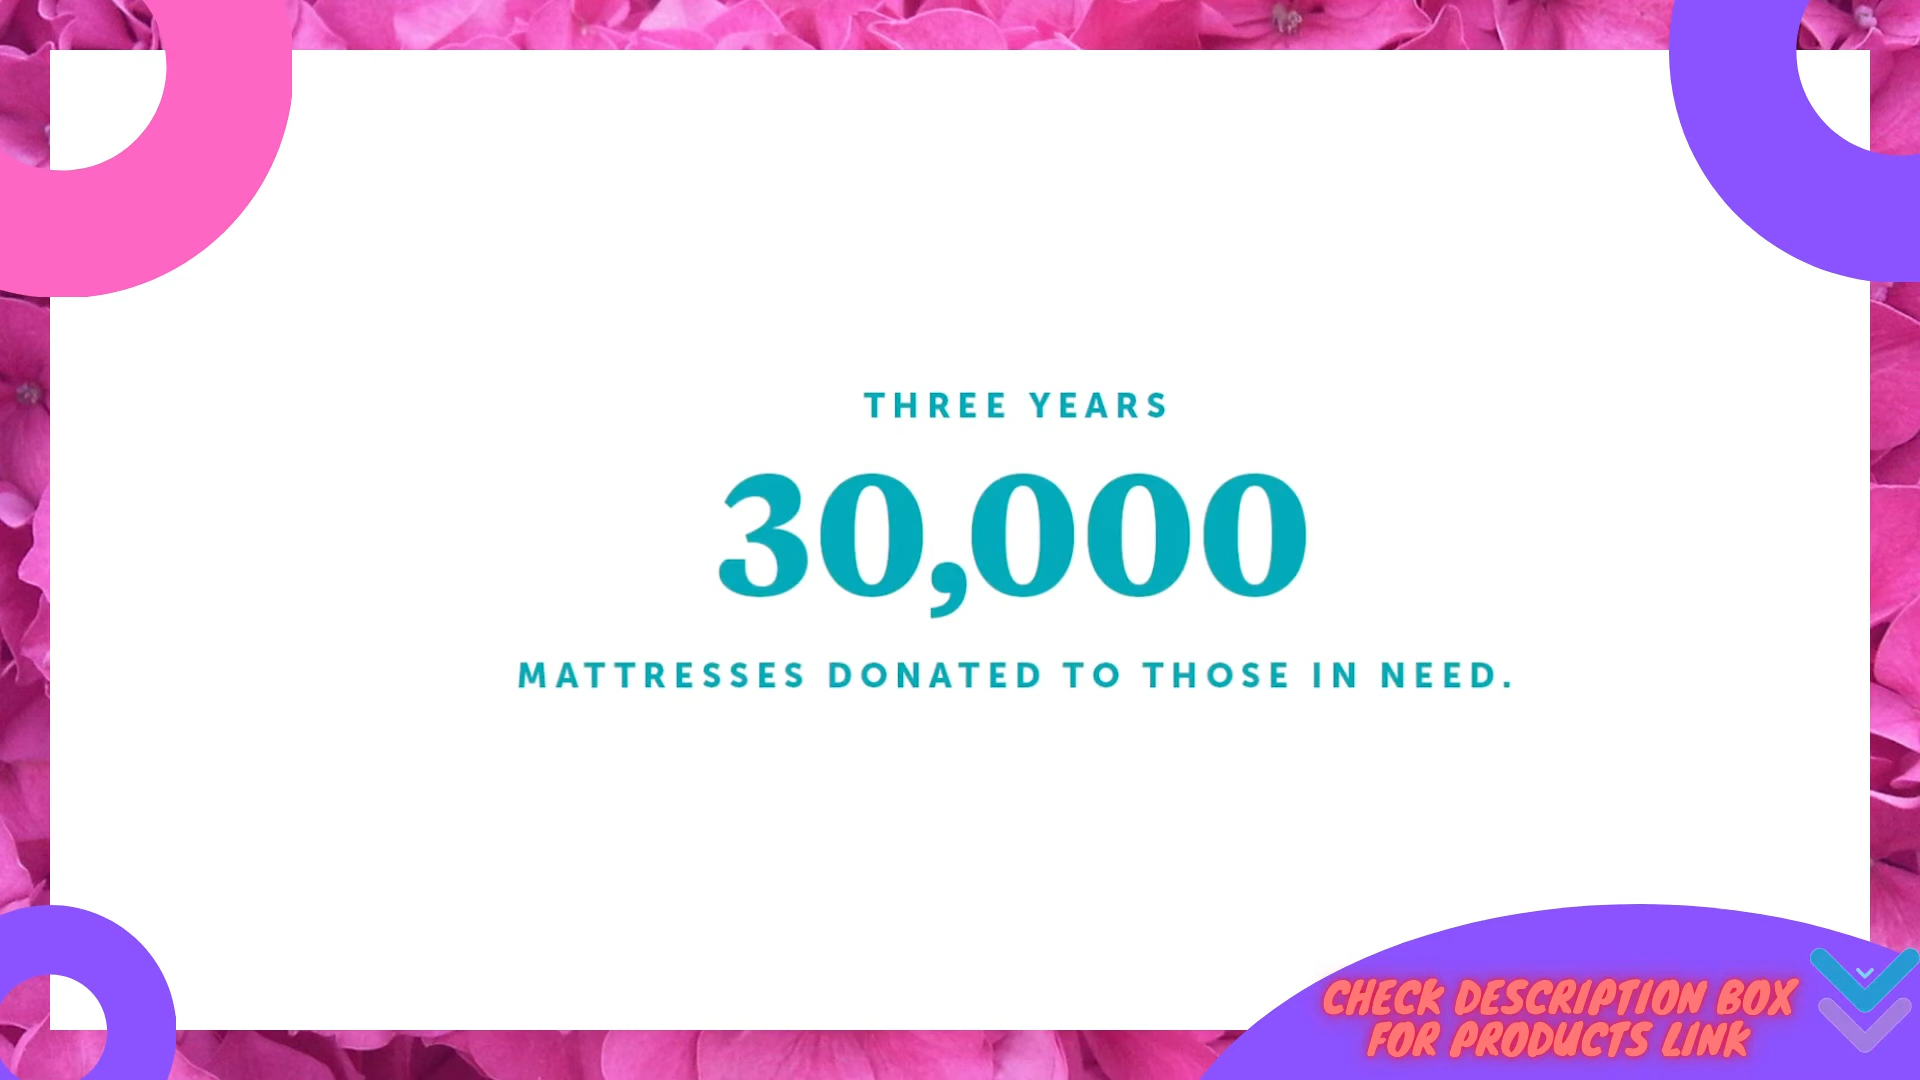 THREE YEARS
30,000
MATTRESSES DONATED TO THOSE IN NEED.
CHECK DESCRIPTION BOX
FOR PRODUCTS LINK